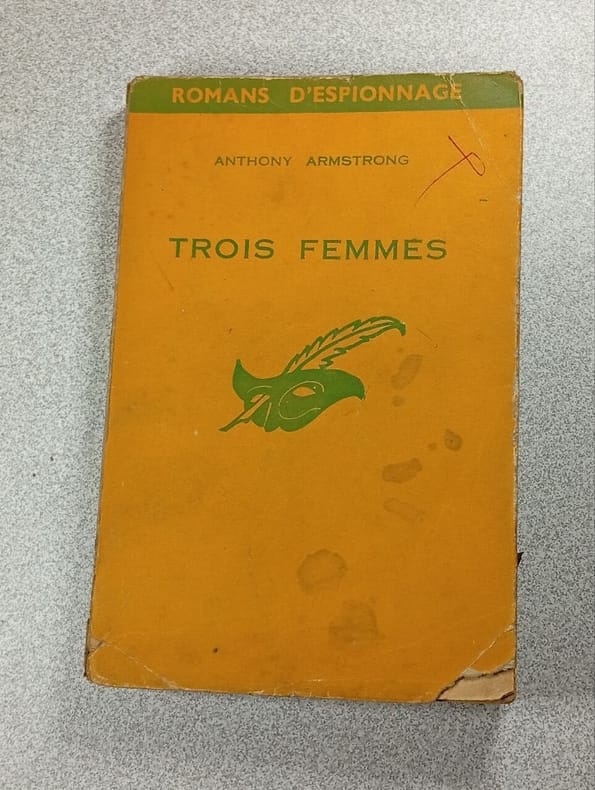 ROMANS D'ESPIONNAGE
ANTHONY ARMSTRONG
TROIS FEMMES